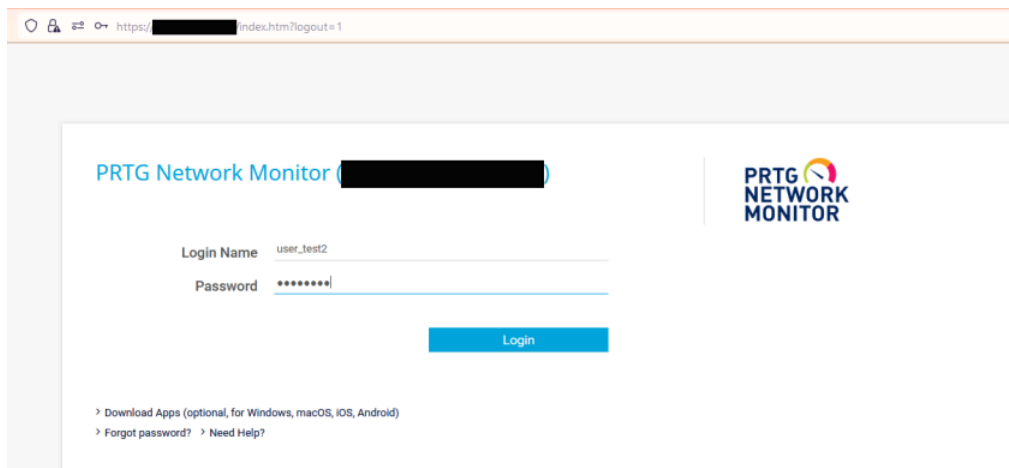 https:// /index.htm?logout=1
PRTG Network Monitor ( )
PRTG
NETWORK
MONITOR
Login Name user_test2
Password ••••••••
Login
> Download Apps (optional, for Windows, macOS, iOS, Android)
> Forgot password? > Need Help?